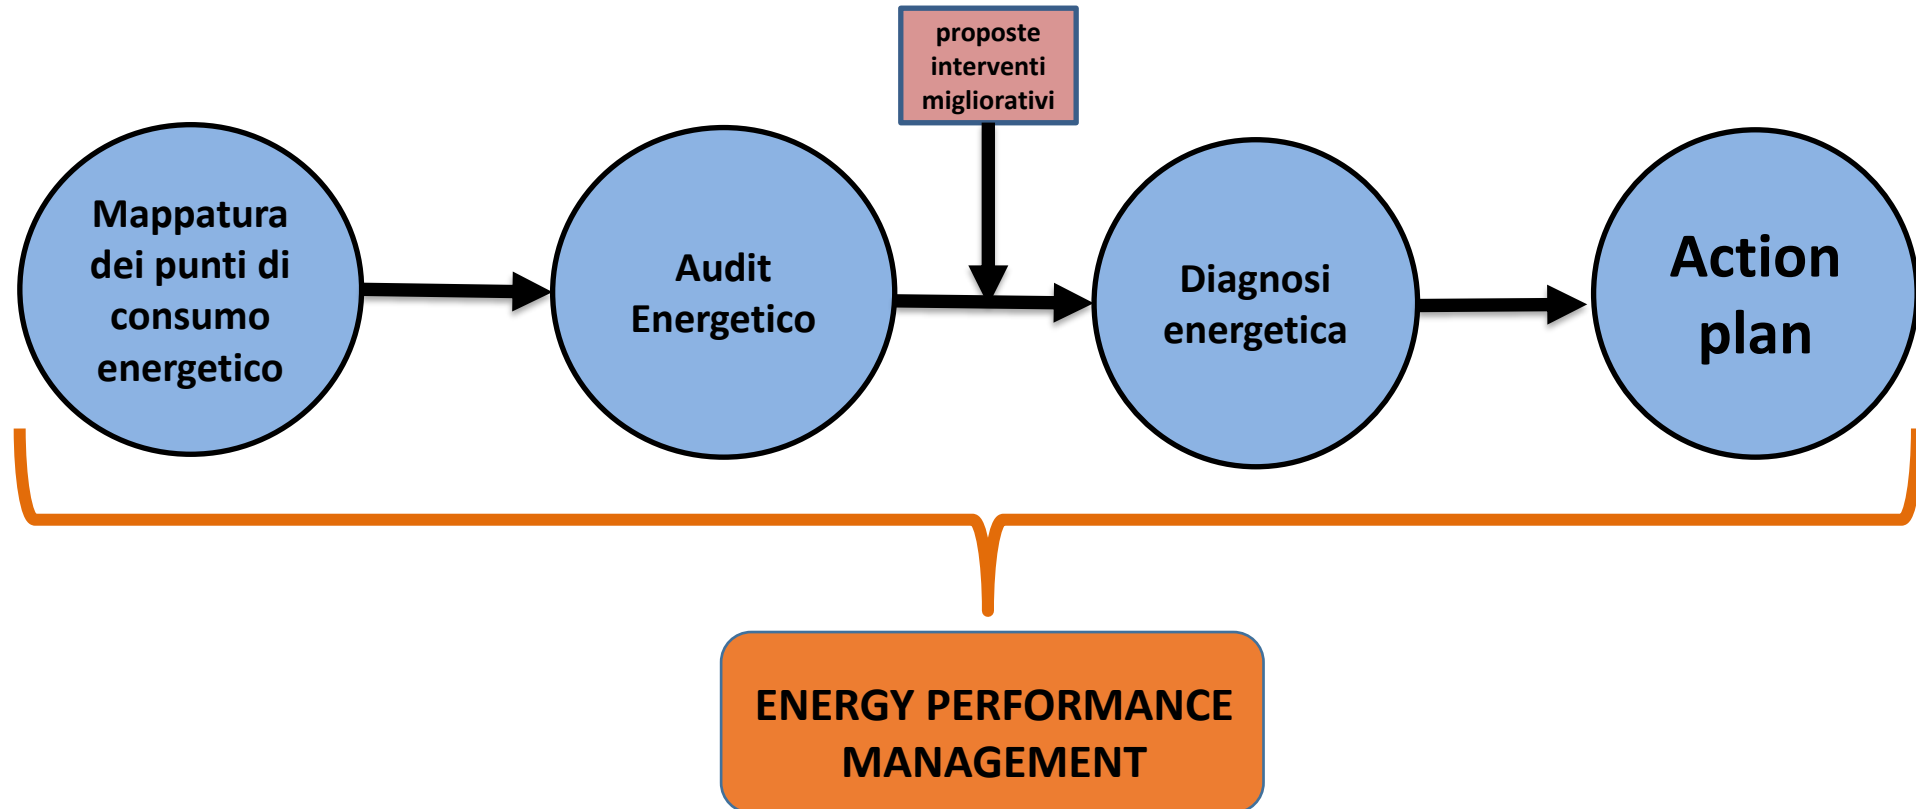 proposte
interventi
migliorativi
Mappatura
dei punti di
consumo
energetico
Audit
Energetico
Diagnosi
energetica
Action
plan
ENERGY PERFORMANCE
MANAGEMENT